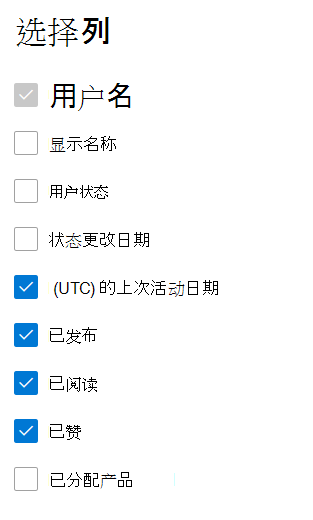 选择列
用户名
显示名称
用户状态
状态更改日期
(UTC) 的上次活动日期
已发布
已阅读
已赞
已分配产品